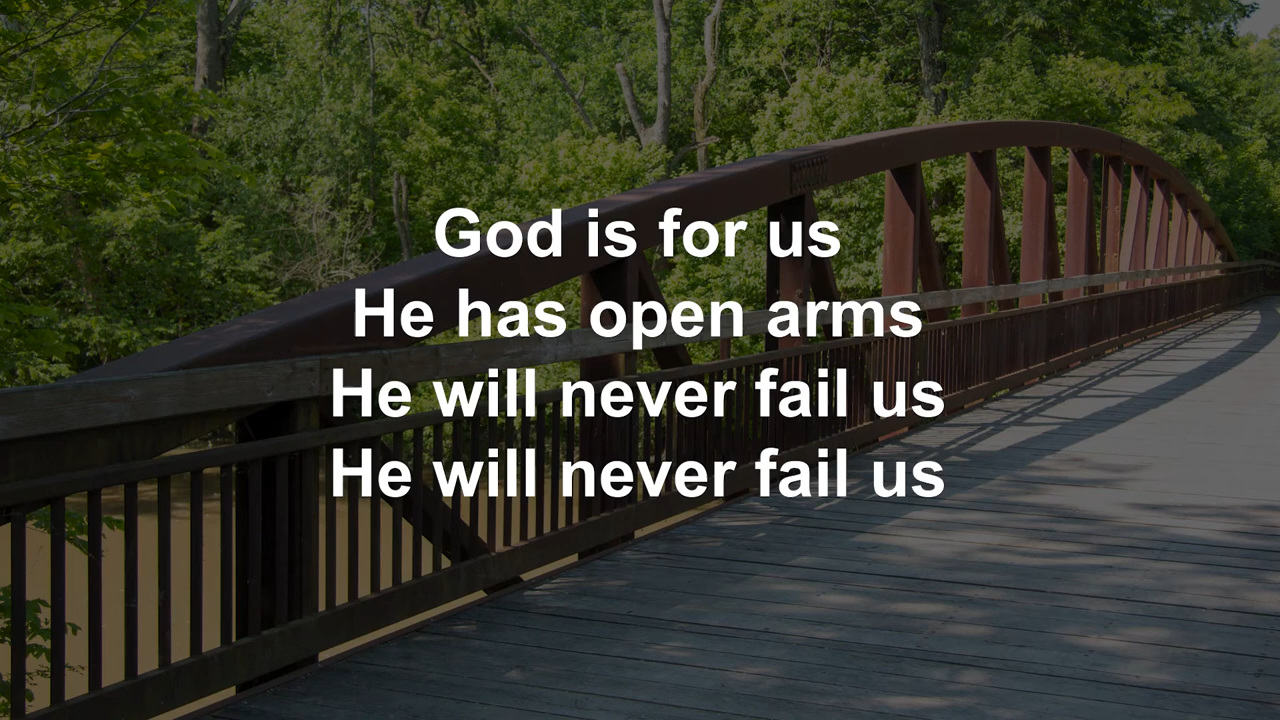 God is for us
He has open arms
He will never fail us
He will never fail us